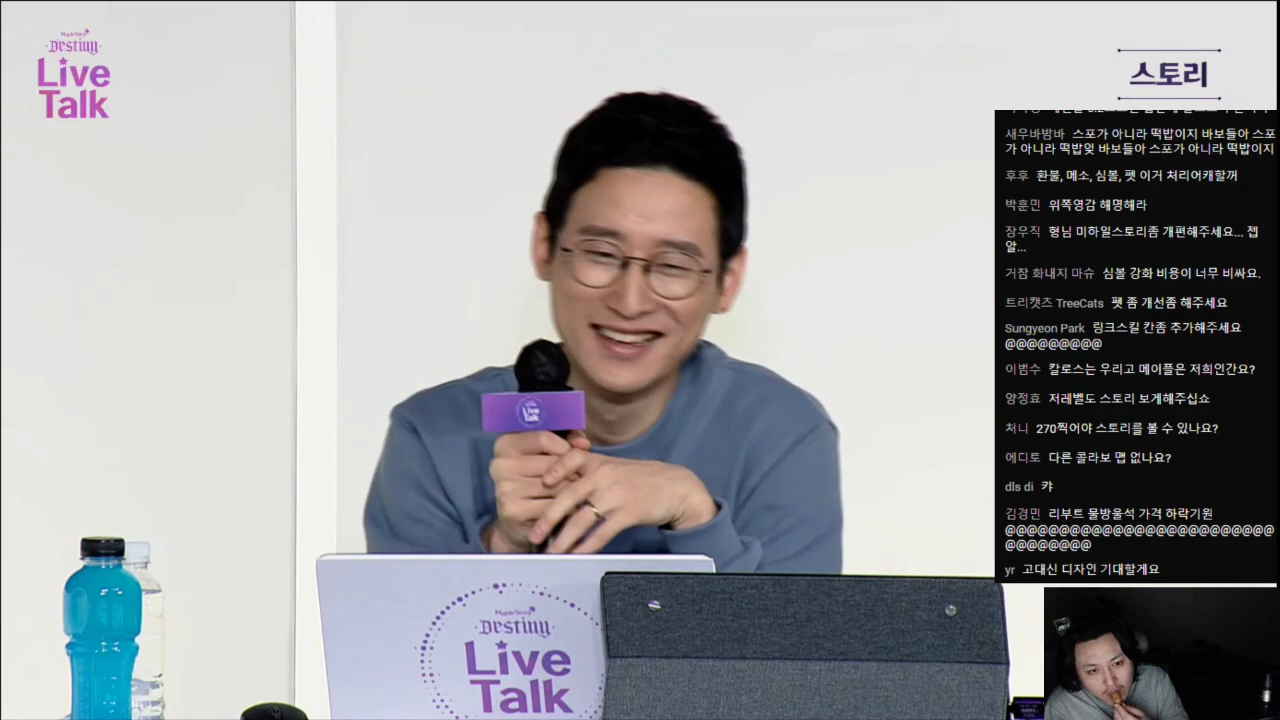 MapleStory
DESTINY
Live
Talk
스토리
새우바밤바 스포가 아니라 떡밥이지 바보들아 스포
가 아니라 떡밥잊 바보들아 스포가 아니라 떡밥이지
후후 환불, 메소, 심볼, 펫 이거 처리어캐할꺼
박훈민 위쪽영감 해명해라
장우직 형님 미하일스토리좀 개편해주세요... 젭
알...
거참 화내지 마슈 심볼 강화 비용이 너무 비싸요.
트리캣츠 TreeCats 펫 좀 개선좀 해주세요
Sungyeon Park 링크스킬 칸좀 추가해주세요
@@@@@@@@@
이범수 칼로스는 우리고 메이플은 저희인간요?
양정효 저레벨도 스토리 보게해주십쇼
처니 270찍어야 스토리를 볼 수 있나요?
에디토 다른 콜라보 맵 없나요?
dls di 캬
김경민 리부트 물방울석 가격 하락기원
@@@@@@@@@@@@@@@@@@@@@@@@@
@@@@@@@@
yr 고대신 디자인 기대할게요
Live
Talk
MapleStory
DESTINY
Live
Talk